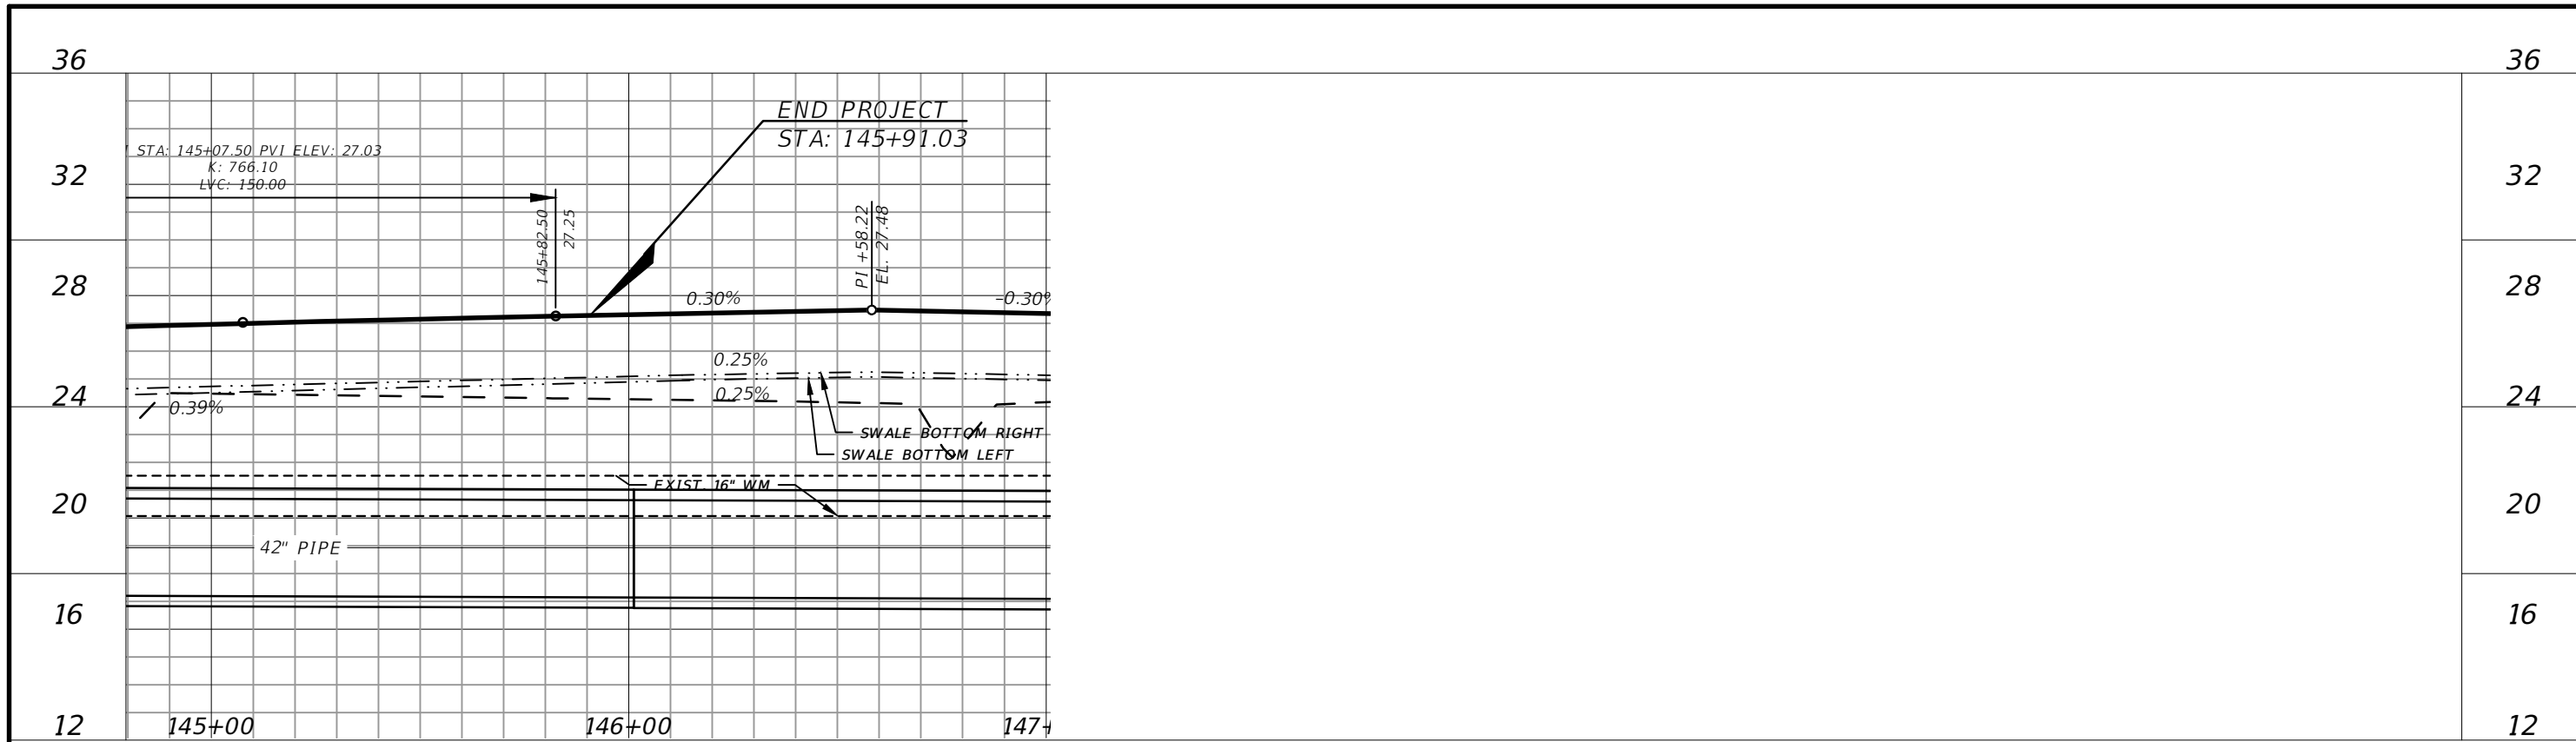 36
36
END PROJECT
STA: 145+91.03
STA: 145+07.50 PVI ELEV: 27.03
K: 766.10
LVC: 150.00
32
32
145+82.50
27.25
PI +58.22
EL. 27.48
28
28
0.30%
-0.30%
0.25%
0.25%
24
24
0.39%
SWALE BOTTOM RIGHT
SWALE BOTTOM LEFT
EXIST. 16" WM
20
20
42" PIPE
16
16
12
145+00
146+00
147+
12